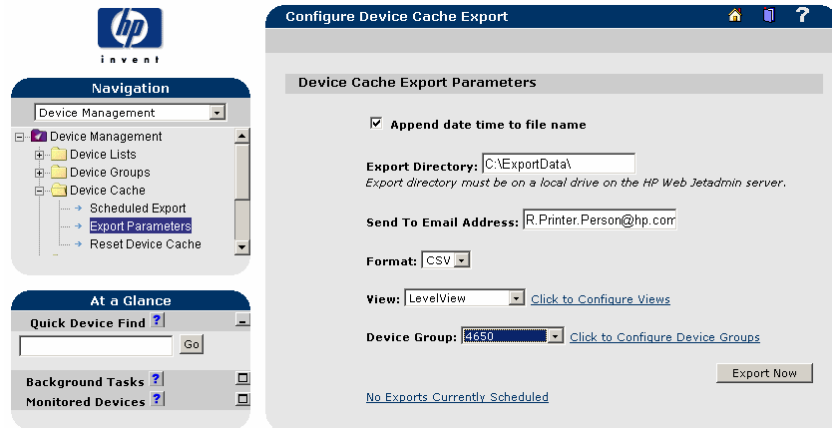 hp
invent
Navigation
Device Management
Device Management
Device Lists
Device Groups
Device Cache
Scheduled Export
Export Parameters
Reset Device Cache
At a Glance
Quick Device Find ?
Go
Background Tasks ?
Monitored Devices ?
Configure Device Cache Export ?
Device Cache Export Parameters
Append date time to file name
Export Directory: C:\ExportData\
Export directory must be on a local drive on the HP Web Jetadmin server.
Send To Email Address: R.Printer.Person@hp.com
Format: CSV
View: LevelView Click to Configure Views
Device Group: 4650 Click to Configure Device Groups
Export Now
No Exports Currently Scheduled